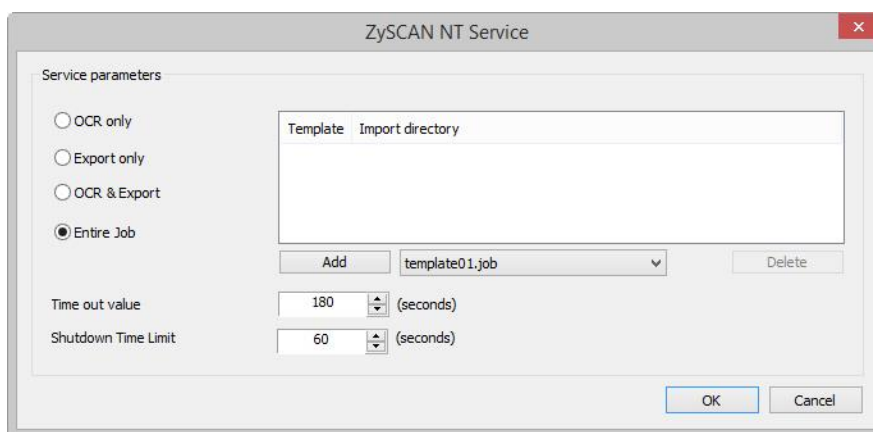 ZySCAN NT Service
Service parameters
OCR only
Export only
OCR & Export
Entire Job
Template Import directory
Add template01.job Delete
Time out value 180 (seconds)
Shutdown Time Limit 60 (seconds)
OK Cancel